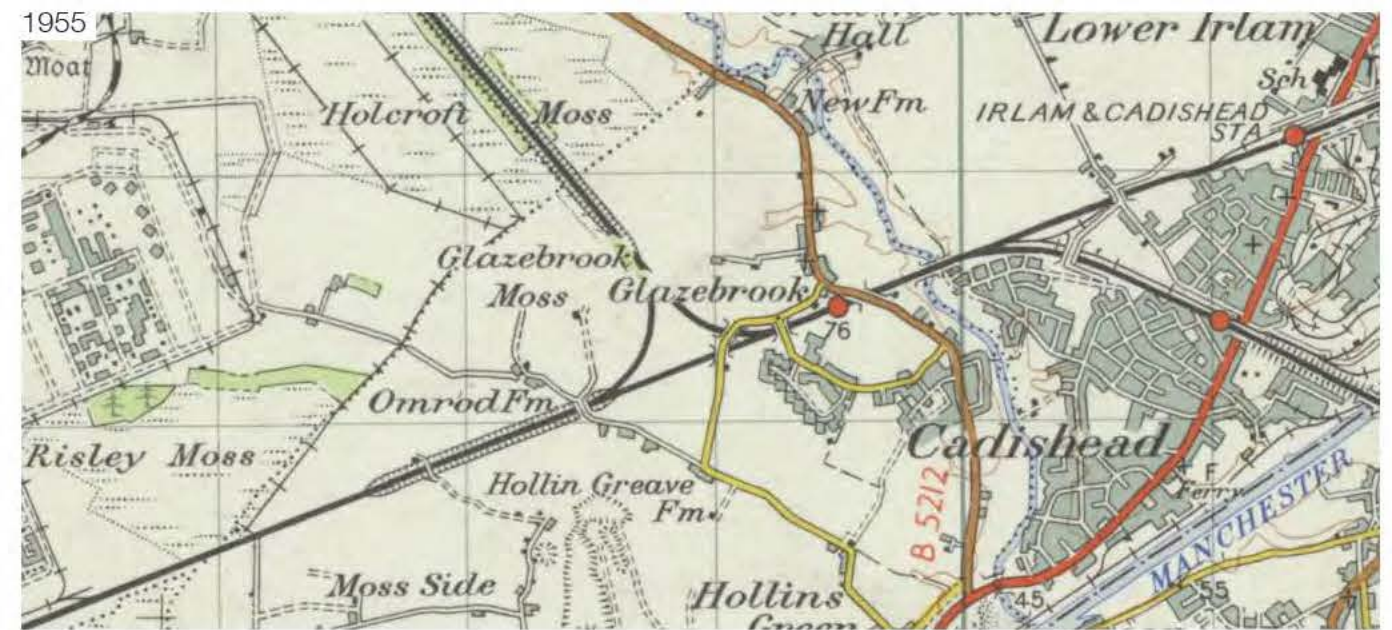 1955
Moat
Hall
Lower Irlam
Sch
Holcroft Moss
New Fm
IRLAM & CADISHEAD
STA
Glazebrook
Moss
Glazebrook
76
Omrod Fm
Cadishead
Risley Moss
Hollin Greave
Fm
F
Ferry
B 5212
MANCHESTER
Moss Side
Hollins
Green
45
55